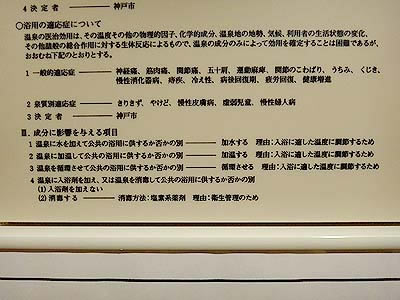 4 決定者 ―― 神戸市
○浴用の適応症について
温泉の医治効用は、その温度その他の物理的因子、化学的成分、温泉地の地勢、気候、利用者の生活状態の変化、
その他諸般の総合作用に対する生体反応によるもので、温泉の成分のみによって効用を確定することは困難であるが、
おおむね下記のとおりとする。
1 一般的適応症 ―― 神経痛、筋肉痛、関節痛、五十肩、運動麻痺、関節のこわばり、うちみ、くじき、
慢性消化器病、痔疾、冷え性、病後回復期、疲労回復、健康増進
2 泉質別適応症 ―― きりきず、やけど、慢性皮膚病、虚弱児童、慢性婦人病
3 決定者 ―― 神戸市
Ⅲ. 成分に影響を与える項目
1 温泉に水を加えて公共の浴用に供するか否かの別 ―― 加水する 理由:入浴に適した温度に調節するため
2 温泉に加温して公共の浴用に供するか否かの別 ―― 加温する 理由:入浴に適した温度に調節するため
3 温泉を循環させて公共の浴用に供するか否かの別 ―― 循環させる 理由:入浴に適した温度に調節するため
4 温泉に入浴剤を加え、又は温泉を消毒して公共の浴用に供するか否かの別
(1) 入浴剤を加えない
(2) 消毒する ―― 消毒方法:塩素系薬剤 理由:衛生管理のため